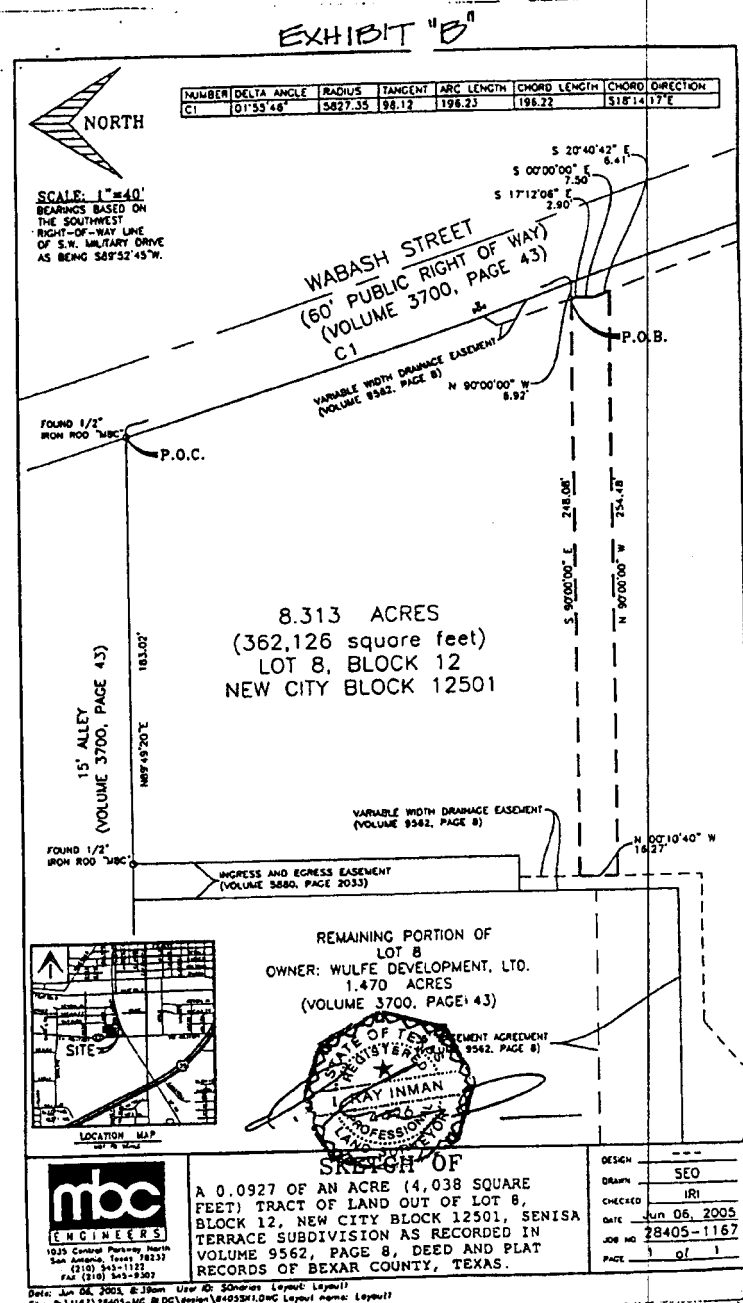 EXHIBIT "B"
NUMBER DELTA ANGLE RADIUS TANGENT ARC LENGTH CHORD LENGTH CHORD DIRECTION
C1 01°55'46" 5827.35 98.12 196.23 196.22 S18°14'17"E
NORTH
SCALE: 1"=40'
BEARINGS BASED ON
THE SOUTHWEST
RIGHT-OF-WAY LINE
OF S.W. MILITARY DRIVE
AS BEING S89°52'45"W.
S 20°40'42" E
6.41'
S 00°00'00" E
7.50'
S 17°12'06" E
2.90'
WABASH STREET
(60' PUBLIC RIGHT OF WAY)
(VOLUME 3700, PAGE 43)
C1
P.O.B.
VARIABLE WIDTH DRAINAGE EASEMENT
(VOLUME 9562, PAGE 8)
N 90°00'00" W
6.92'
FOUND 1/2"
IRON ROD "MBC"
P.O.C.
S 90°00'00" E 248.08'
N 90°00'00" W 254.48'
8.313 ACRES
(362,126 square feet)
LOT 8, BLOCK 12
NEW CITY BLOCK 12501
15' ALLEY
(VOLUME 3700, PAGE 43)
N89°49'20"E 183.02'
VARIABLE WIDTH DRAINAGE EASEMENT
(VOLUME 9562, PAGE 8)
N 00°10'40" W
16.27'
FOUND 1/2"
IRON ROD "MBC"
INGRESS AND EGRESS EASEMENT
(VOLUME 5880, PAGE 2033)
REMAINING PORTION OF
LOT 8
OWNER: WULFE DEVELOPMENT, LTD.
1.470 ACRES
(VOLUME 3700, PAGE 43)
EMENT AGREEMENT
9562, PAGE 8)
STATE OF TEXAS
REGISTERED
RAY INMAN
PROFESSIONAL
LAND SURVEYOR
SITE
LOCATION MAP
NOT TO SCALE
SKETCH OF
A 0.0927 OF AN ACRE (4,038 SQUARE
FEET) TRACT OF LAND OUT OF LOT 8,
BLOCK 12, NEW CITY BLOCK 12501, SENISA
TERRACE SUBDIVISION AS RECORDED IN
VOLUME 9562, PAGE 8, DEED AND PLAT
RECORDS OF BEXAR COUNTY, TEXAS.
mbc
ENGINEERS
1035 Central Parkway North
San Antonio, Texas 78232
(210) 545-1122
FAX (210) 545-9302
DESIGN ---
DRAWN SEO
CHECKED IRI
DATE Jun 06, 2005
JOB NO. 28405-1167
PAGE 1 of 1
Date: Jun 06, 2005, 8:39am User ID: SOndrias Layout: Layout1